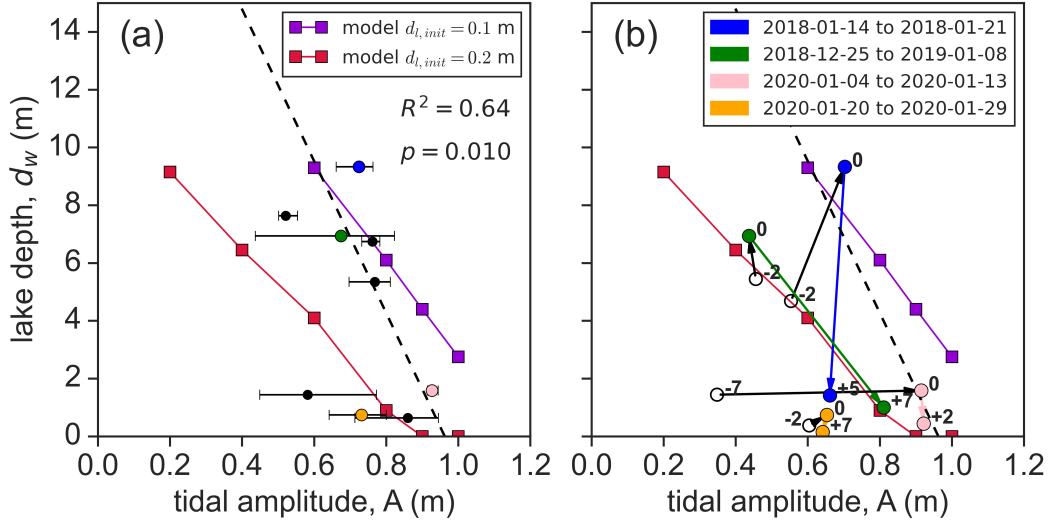 (a)
model d_{l,init} = 0.1 m
model d_{l,init} = 0.2 m
R² = 0.64
p = 0.010
14
12
10
8
6
4
2
0
lake depth, d_w (m)
0.0 0.2 0.4 0.6 0.8 1.0 1.2
tidal amplitude, A (m)
(b)
2018-01-14 to 2018-01-21
2018-12-25 to 2019-01-08
2020-01-04 to 2020-01-13
2020-01-20 to 2020-01-29
0
0
-2
-2
-7
+5
0
+7
0
+2
-2
+7
0.0 0.2 0.4 0.6 0.8 1.0 1.2
tidal amplitude, A (m)